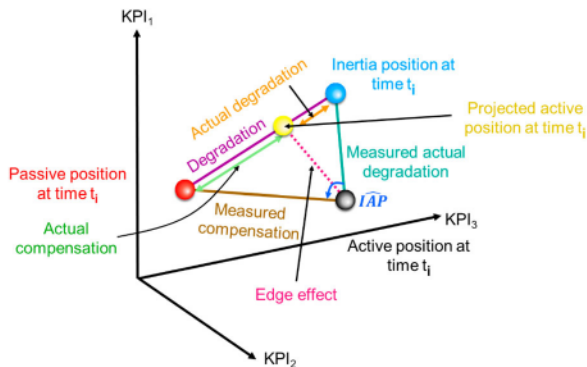 KPI₁
Inertia position at
time tᵢ
Actual degradation
Degradation
Projected active
position at time tᵢ
Passive position
at time tᵢ
Measured actual
degradation
IAP
Actual
compensation
Measured
compensation
KPI₃
Active position at
time tᵢ
Edge effect
KPI₂